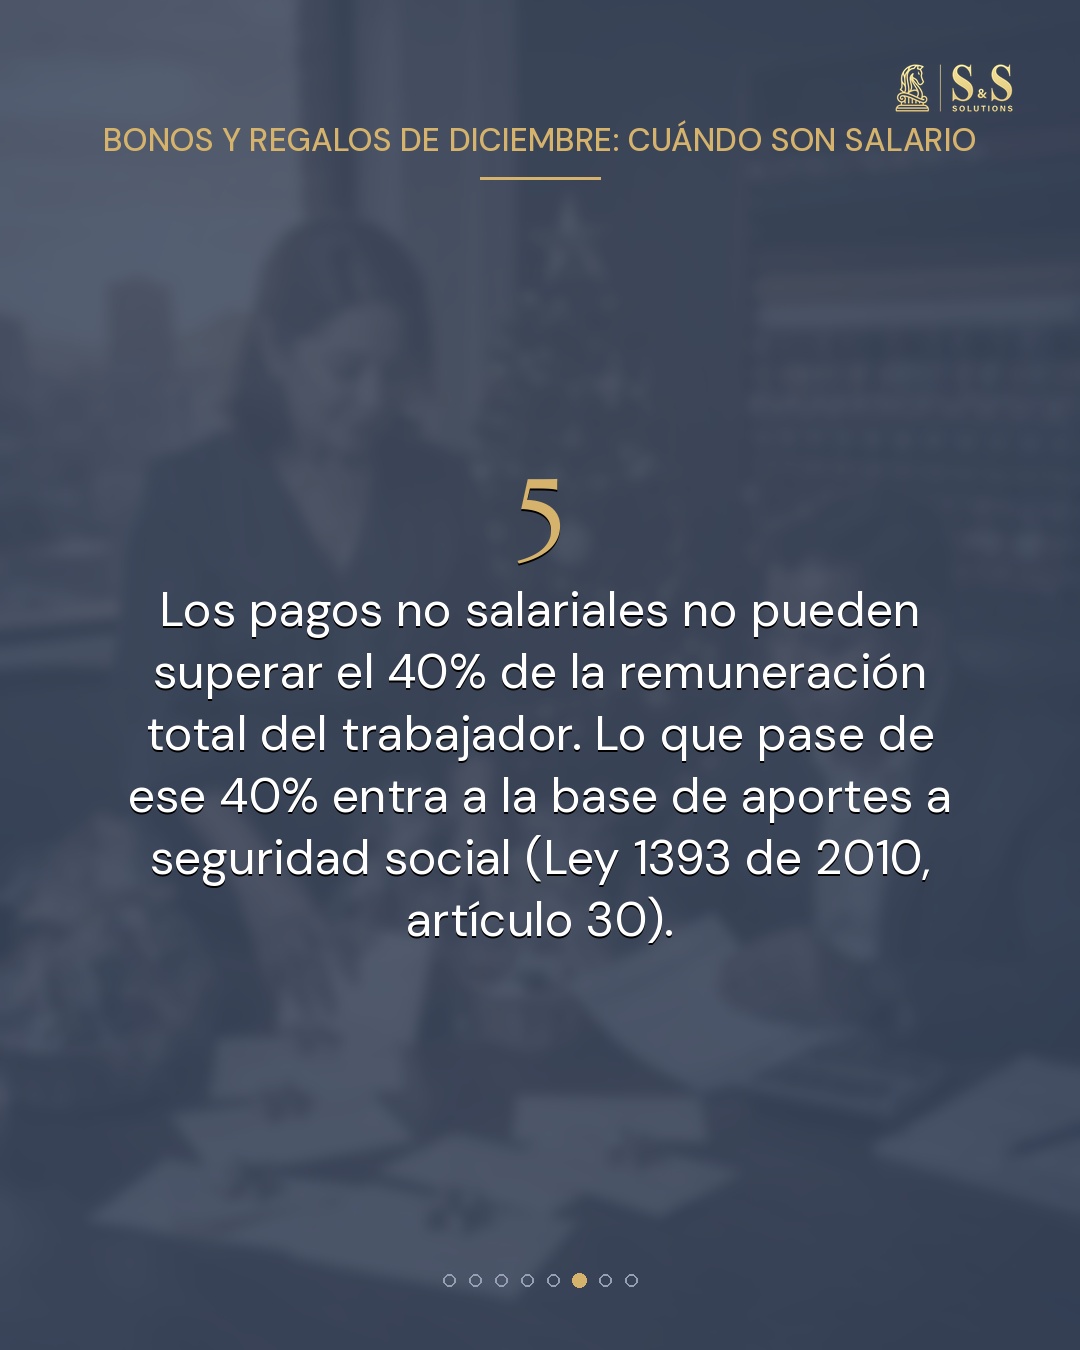 S&S
SOLUTIONS
BONOS Y REGALOS DE DICIEMBRE: CUÁNDO SON SALARIO
5
Los pagos no salariales no pueden
superar el 40% de la remuneración
total del trabajador. Lo que pase de
ese 40% entra a la base de aportes a
seguridad social (Ley 1393 de 2010,
artículo 30).